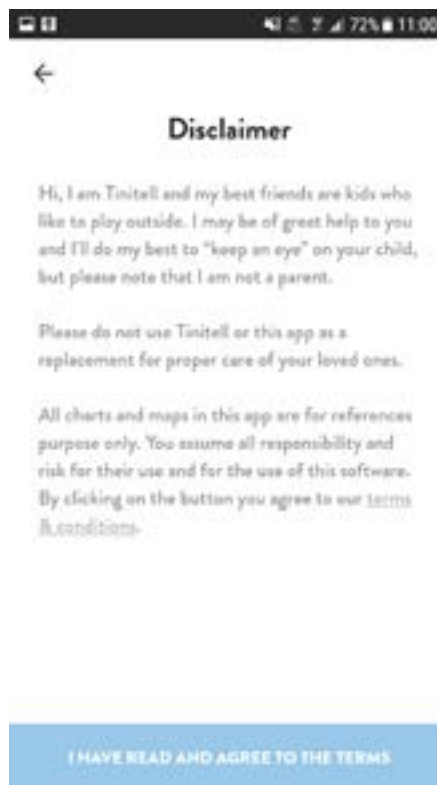 72% 11:00
Disclaimer
Hi, I am Tinitell and my best friends are kids who
like to play outside. I may be of great help to you
and I'll do my best to "keep an eye" on your child,
but please note that I am not a parent.
Please do not use Tinitell or this app as a
replacement for proper care of your loved ones.
All charts and maps in this app are for references
purpose only. You assume all responsibility and
risk for their use and for the use of this software.
By clicking on the button you agree to our terms
& conditions.
I HAVE READ AND AGREE TO THE TERMS